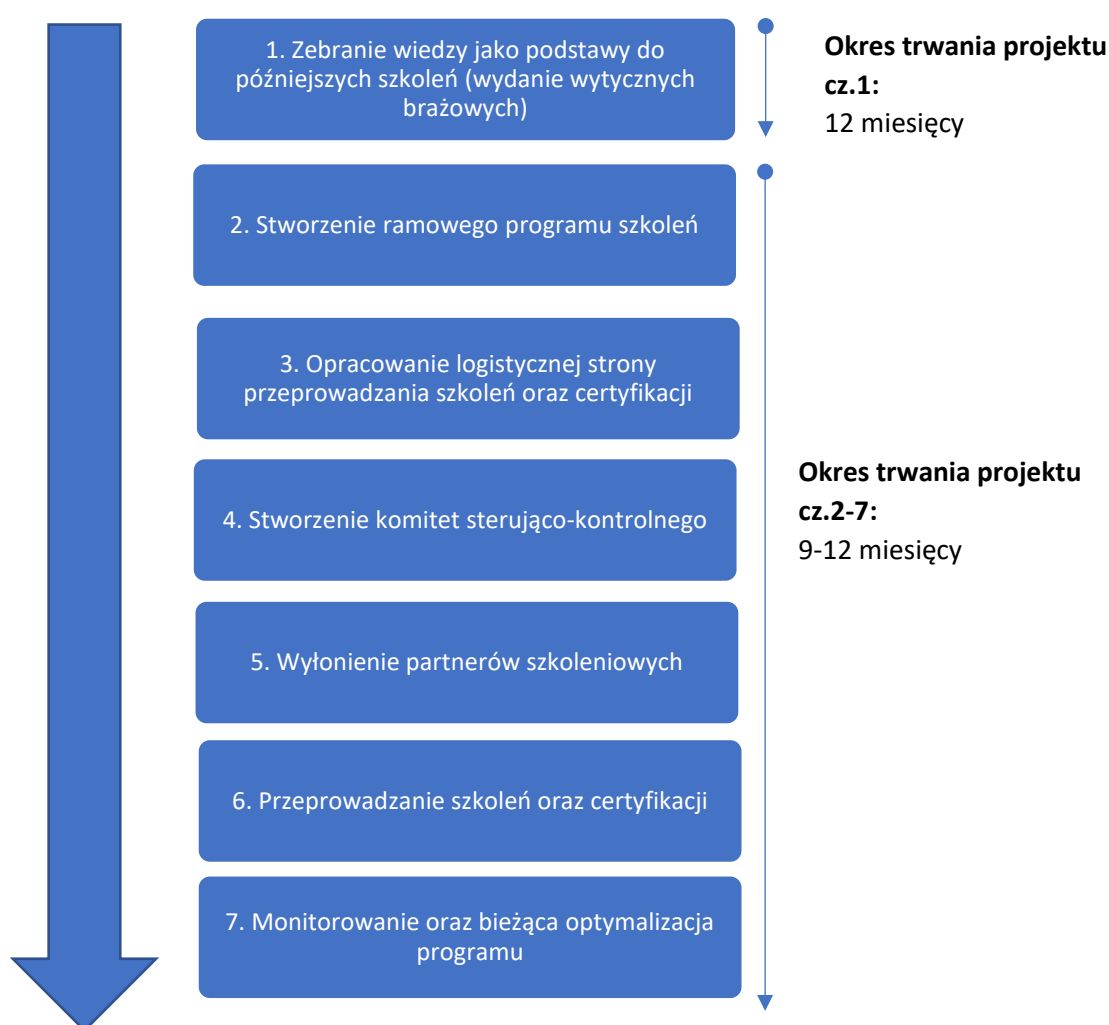 1. Zebranie wiedzy jako podstawy do
późniejszych szkoleń (wydanie wytycznych
brażowych)
Okres trwania projektu
cz.1:
12 miesięcy
2. Stworzenie ramowego programu szkoleń
3. Opracowanie logistycznej strony
przeprowadzania szkoleń oraz certyfikacji
4. Stworzenie komitet sterująco-kontrolnego
Okres trwania projektu
cz.2-7:
9-12 miesięcy
5. Wyłonienie partnerów szkoleniowych
6. Przeprowadzanie szkoleń oraz certyfikacji
7. Monitorowanie oraz bieżąca optymalizacja
programu